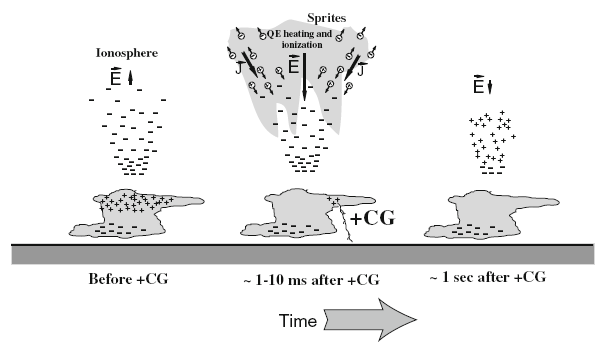 Sprites
QE heating and
ionization
Ionosphere
E
J
E
J
E
+CG
Before +CG
~ 1-10 ms after +CG
~ 1 sec after +CG
Time